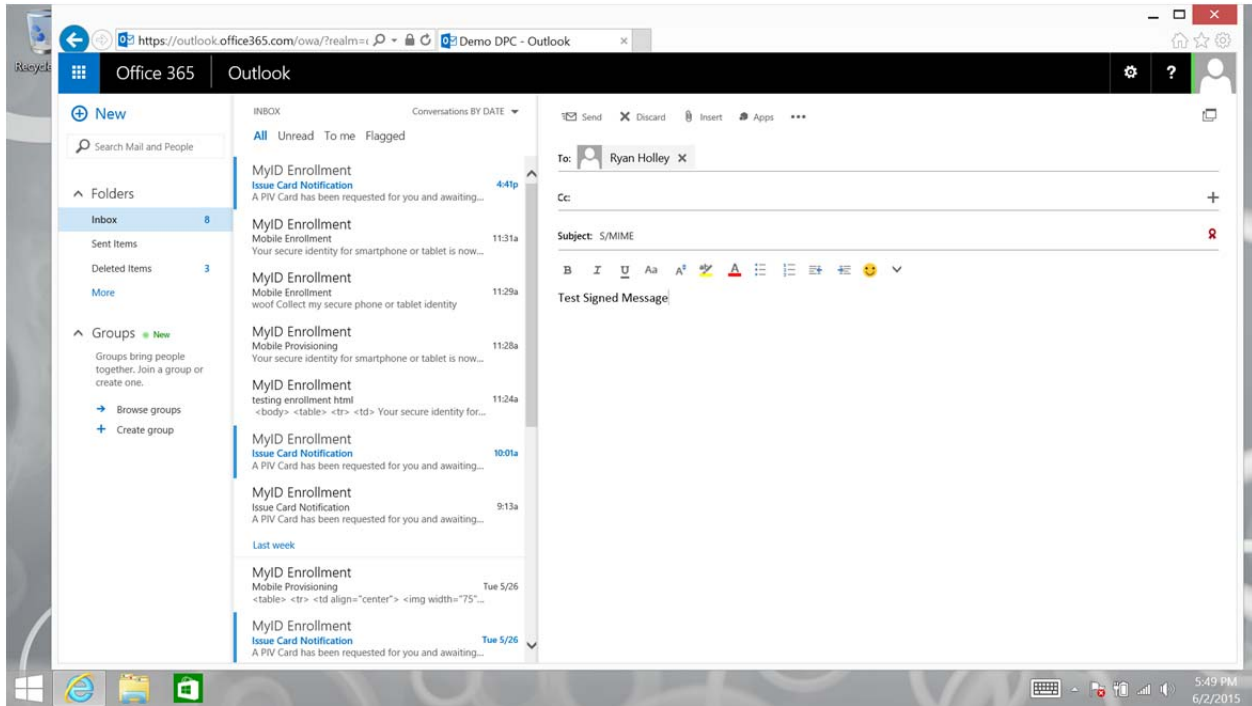 Recycle
https://outlook.office365.com/owa/?realm=
Demo DPC - Outlook
Office 365
Outlook
?
New
Search Mail and People
Folders
Inbox 8
Sent Items
Deleted Items 3
More
Groups New
Groups bring people
together. Join a group or
create one.
Browse groups
Create group
INBOX Conversations BY DATE
All Unread To me Flagged
MyID Enrollment
Issue Card Notification 4:41p
A PIV Card has been requested for you and awaiting...
MyID Enrollment
Mobile Enrollment 11:31a
Your secure identity for smartphone or tablet is now...
MyID Enrollment
Mobile Enrollment 11:29a
woof Collect my secure phone or tablet identity
MyID Enrollment
Mobile Provisioning 11:28a
Your secure identity for smartphone or tablet is now...
MyID Enrollment
testing enrollment html 11:24a
<body> <table> <tr> <td> Your secure identity for...
MyID Enrollment
Issue Card Notification 10:01a
A PIV Card has been requested for you and awaiting...
MyID Enrollment
Issue Card Notification 9:13a
A PIV Card has been requested for you and awaiting...
Last week
MyID Enrollment
Mobile Provisioning Tue 5/26
<table> <tr> <td align="center"> <img width="75"...
MyID Enrollment
Issue Card Notification Tue 5/26
A PIV Card has been requested for you and awaiting...
Send Discard Insert Apps •••
To: Ryan Holley
Cc:
Subject: S/MIME
B I U Aa A aby A
Test Signed Message
5:49 PM
6/2/2015